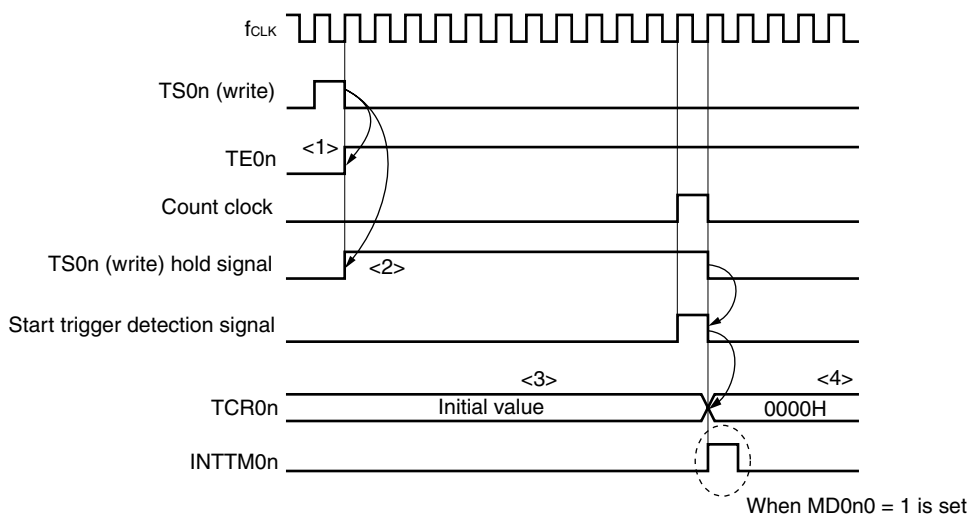 fCLK
TS0n (write)
<1>
TE0n
Count clock
TS0n (write) hold signal
<2>
Start trigger detection signal
<3>
<4>
TCR0n
Initial value
0000H
INTTM0n
When MD0n0 = 1 is set